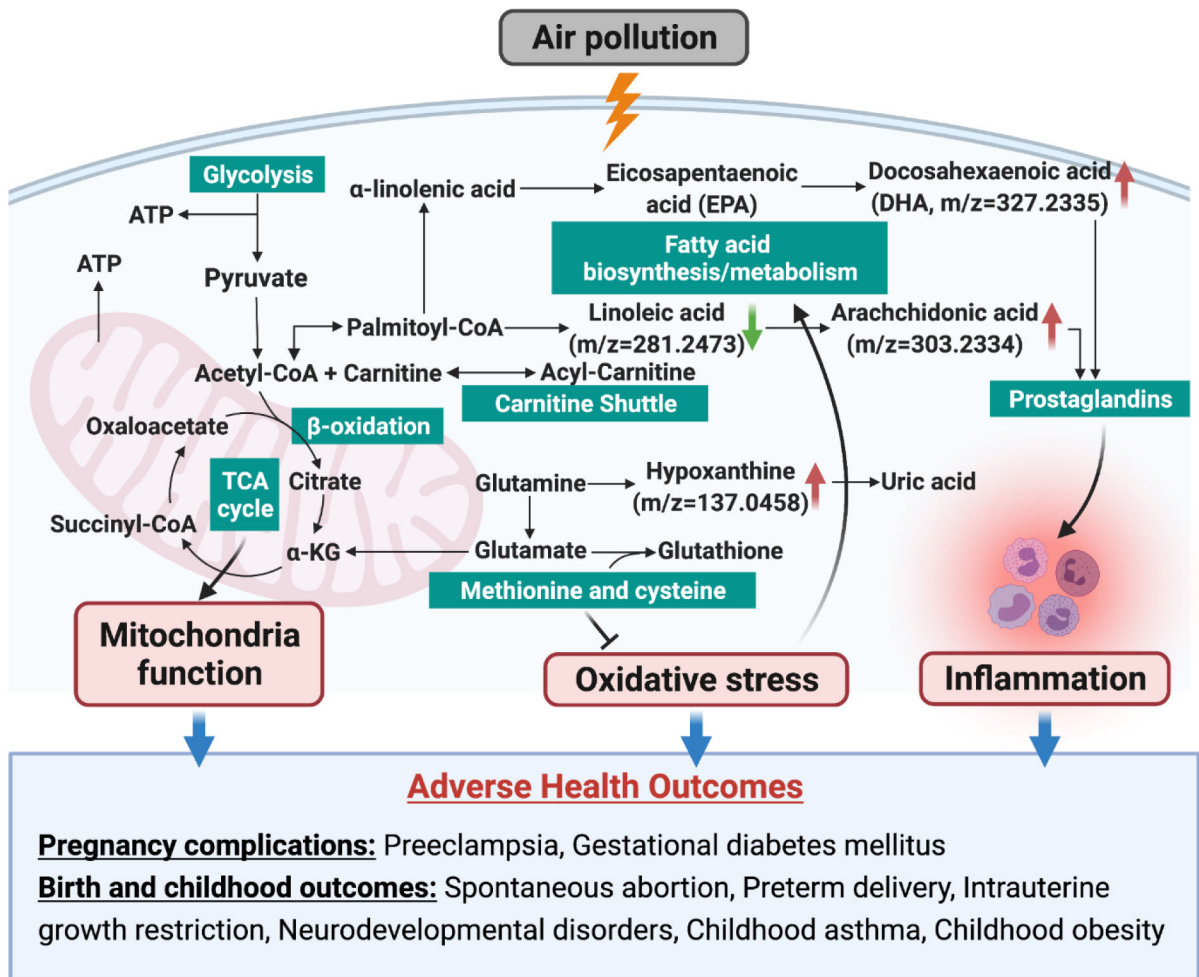 Air pollution
Glycolysis
ATP
ATP
Pyruvate
α-linolenic acid
Eicosapentaenoic
acid (EPA)
Docosahexaenoic acid
(DHA, m/z=327.2335)
Fatty acid
biosynthesis/metabolism
Palmitoyl-CoA
Linoleic acid
(m/z=281.2473)
Arachchidonic acid
(m/z=303.2334)
Acetyl-CoA + Carnitine
Acyl-Carnitine
Carnitine Shuttle
Prostaglandins
Oxaloacetate
β-oxidation
TCA
cycle
Citrate
Succinyl-CoA
α-KG
Glutamine
Hypoxanthine
(m/z=137.0458)
Uric acid
Glutamate
Glutathione
Methionine and cysteine
Mitochondria
function
Oxidative stress
Inflammation
Adverse Health Outcomes
Pregnancy complications: Preeclampsia, Gestational diabetes mellitus
Birth and childhood outcomes: Spontaneous abortion, Preterm delivery, Intrauterine
growth restriction, Neurodevelopmental disorders, Childhood asthma, Childhood obesity